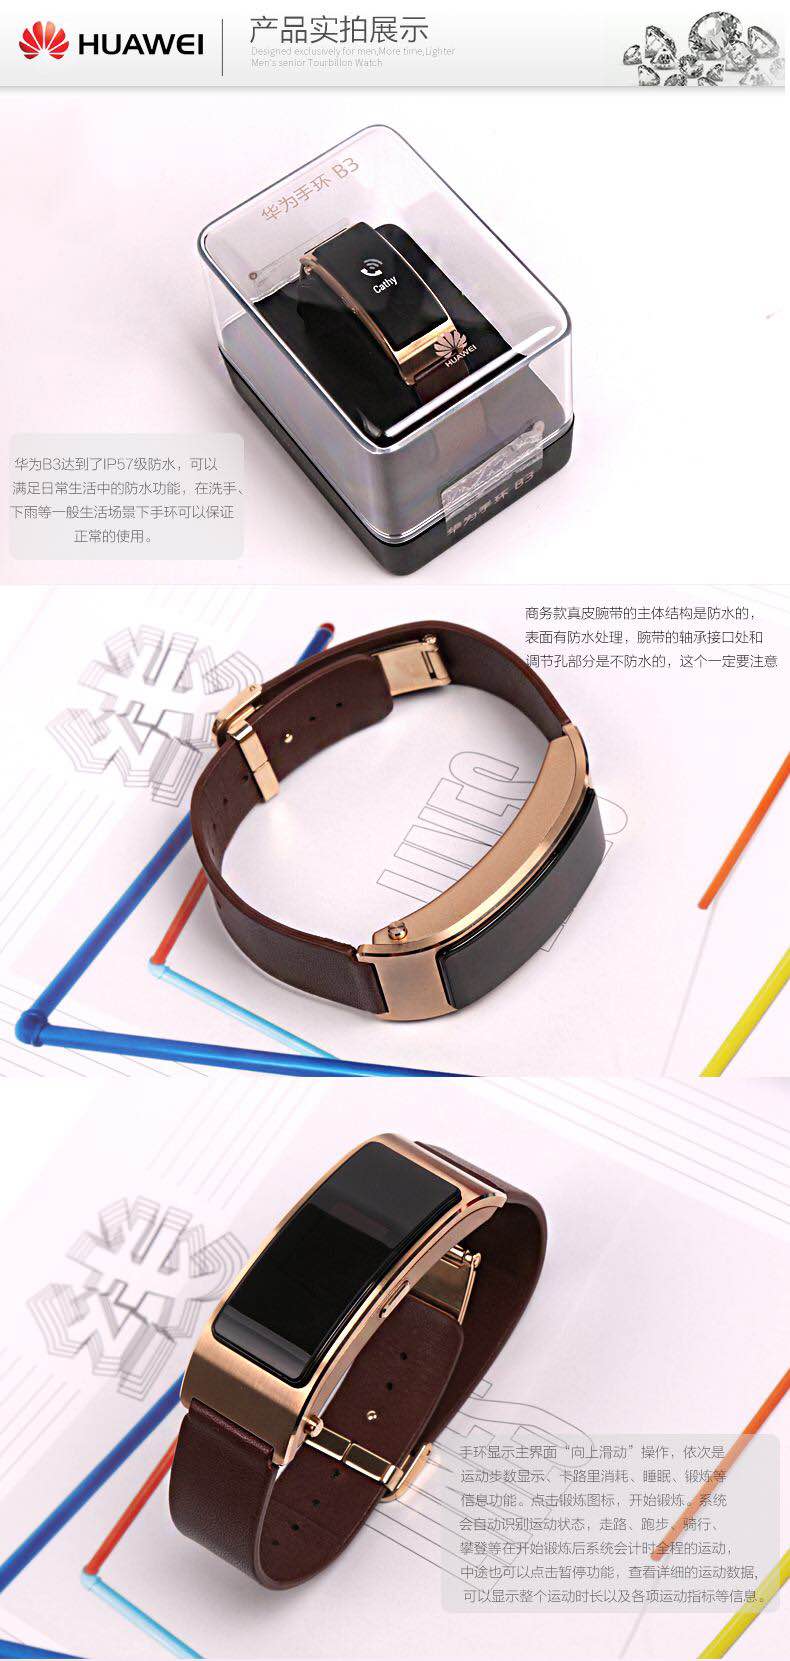 HUAWEI
产品实拍展示
Designed exclusively for men,More time,Lighter
Men's senior Tourbillon Watch
华为手环 B3
Cathy
HUAWEI
华为手环 B3
华为B3达到了IP57级防水，可以
满足日常生活中的防水功能，在洗手、
下雨等一般生活场景下手环可以保证
正常的使用。
商务款真皮腕带的主体结构是防水的，
表面有防水处理，腕带的轴承接口处和
调节孔部分是不防水的，这个一定要注意
手环显示主界面“向上滑动”操作，依次是
运动步数显示、卡路里消耗、睡眠、锻炼等
信息功能。点击锻炼图标，开始锻炼。系统
会自动识别运动状态，走路、跑步、骑行、
攀登等在开始锻炼后系统会计时全程的运动，
中途也可以点击暂停功能，查看详细的运动数据，
可以显示整个运动时长以及各项运动指标等信息。